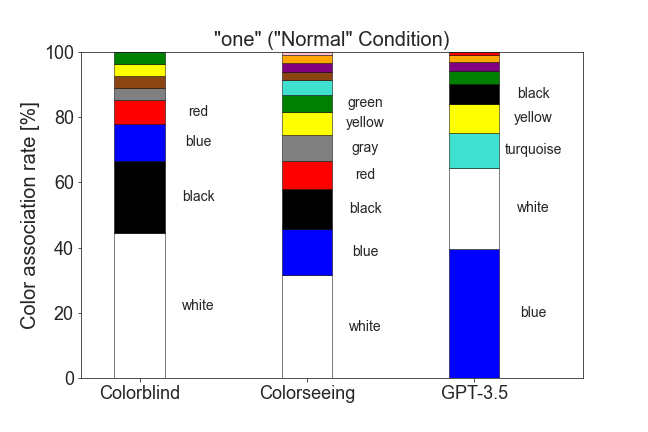 "one" ("Normal" Condition)
Color association rate [%]
100
80
60
40
20
0
red
blue
black
white
green
yellow
gray
red
black
blue
white
black
yellow
turquoise
white
blue
Colorblind
Colorseeing
GPT-3.5